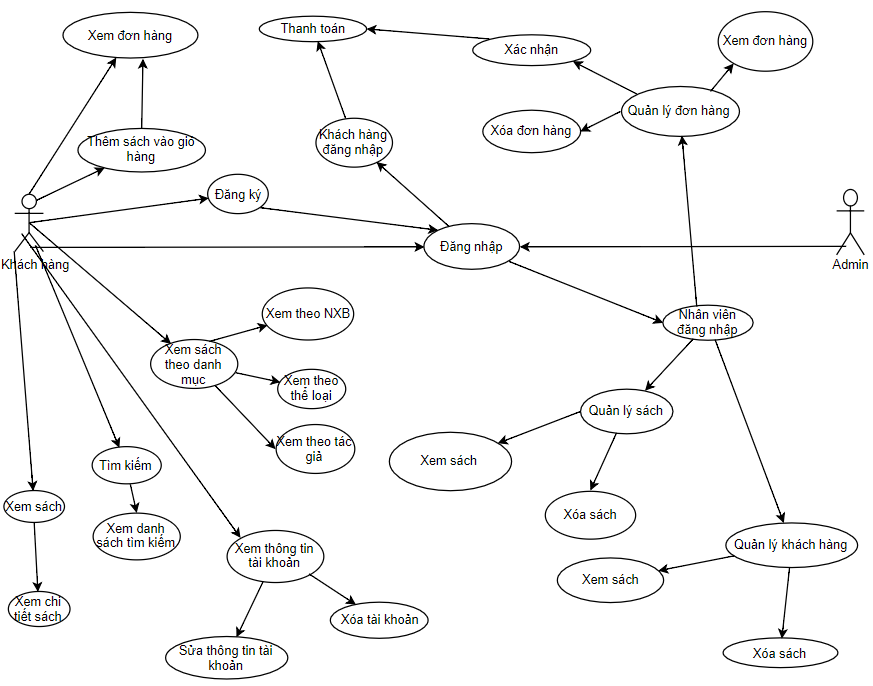 Xem đơn hàng
Thanh toán
Xác nhận
Xem đơn hàng
Quản lý đơn hàng
Xóa đơn hàng
Thêm sách vào giỏ
hàng
Khách hàng
đăng nhập
Đăng ký
Đăng nhập
Khách hàng
Admin
Xem theo NXB
Nhân viên
đăng nhập
Xem sách
theo danh
mục
Xem theo
thể loại
Quản lý sách
Xem theo tác
giả
Xem sách
Tìm kiếm
Xem sách
Xóa sách
Xem danh
sách tìm kiếm
Xem thông tin
tài khoản
Quản lý khách hàng
Xem sách
Xem chi
tiết sách
Xóa tài khoản
Sửa thông tin tài
khoản
Xóa sách